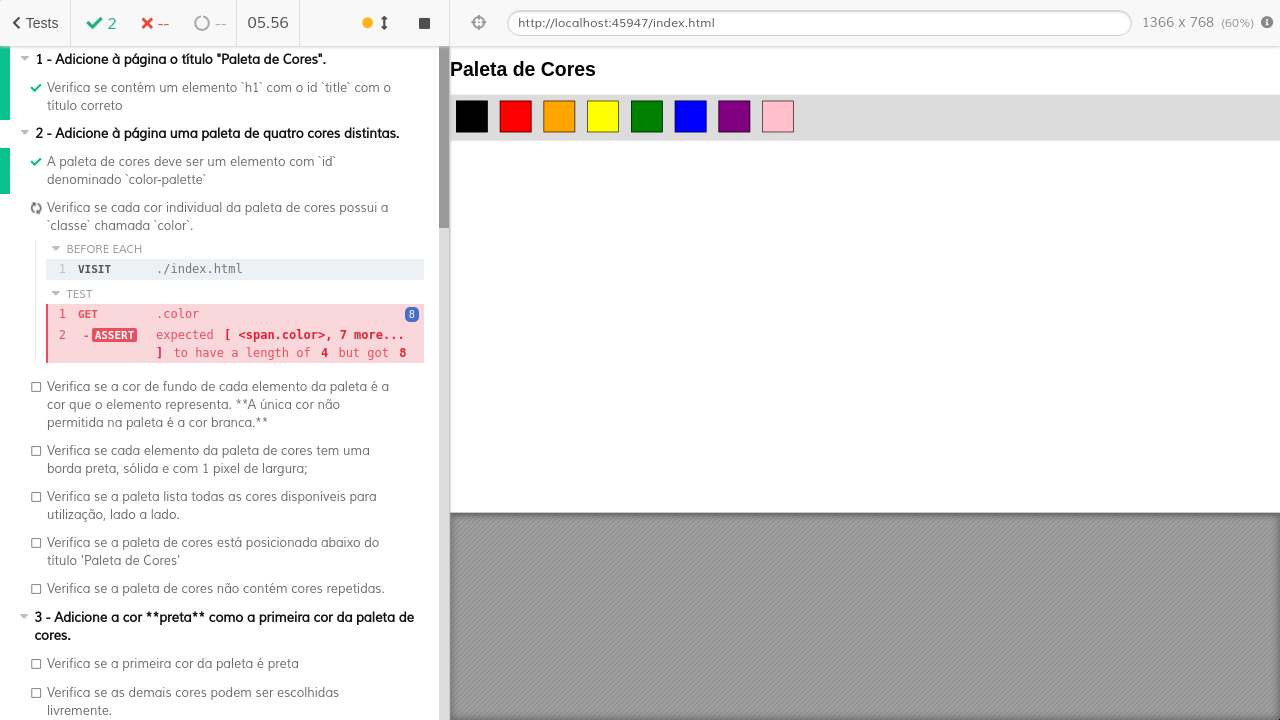 Tests 2 -- -- 05.56 http://localhost:45947/index.html 1366 x 768 (60%)
1 - Adicione à página o título "Paleta de Cores".
Verifica se contém um elemento `h1` com o id `title` com o
título correto
2 - Adicione à página uma paleta de quatro cores distintas.
A paleta de cores deve ser um elemento com `id`
denominado `color-palette`
Verifica se cada cor individual da paleta de cores possui a
`classe` chamada `color`.
BEFORE EACH
1 VISIT ./index.html
TEST
1 GET .color 8
2 -ASSERT expected [ <span.color>, 7 more...
] to have a length of 4 but got 8
Verifica se a cor de fundo de cada elemento da paleta é a
cor que o elemento representa. **A única cor não
permitida na paleta é a cor branca.**
Verifica se cada elemento da paleta de cores tem uma
borda preta, sólida e com 1 pixel de largura;
Verifica se a paleta lista todas as cores disponíveis para
utilização, lado a lado.
Verifica se a paleta de cores está posicionada abaixo do
título 'Paleta de Cores'
Verifica se a paleta de cores não contém cores repetidas.
3 - Adicione a cor **preta** como a primeira cor da paleta de
cores.
Verifica se a primeira cor da paleta é preta
Verifica se as demais cores podem ser escolhidas
livremente.
Paleta de Cores